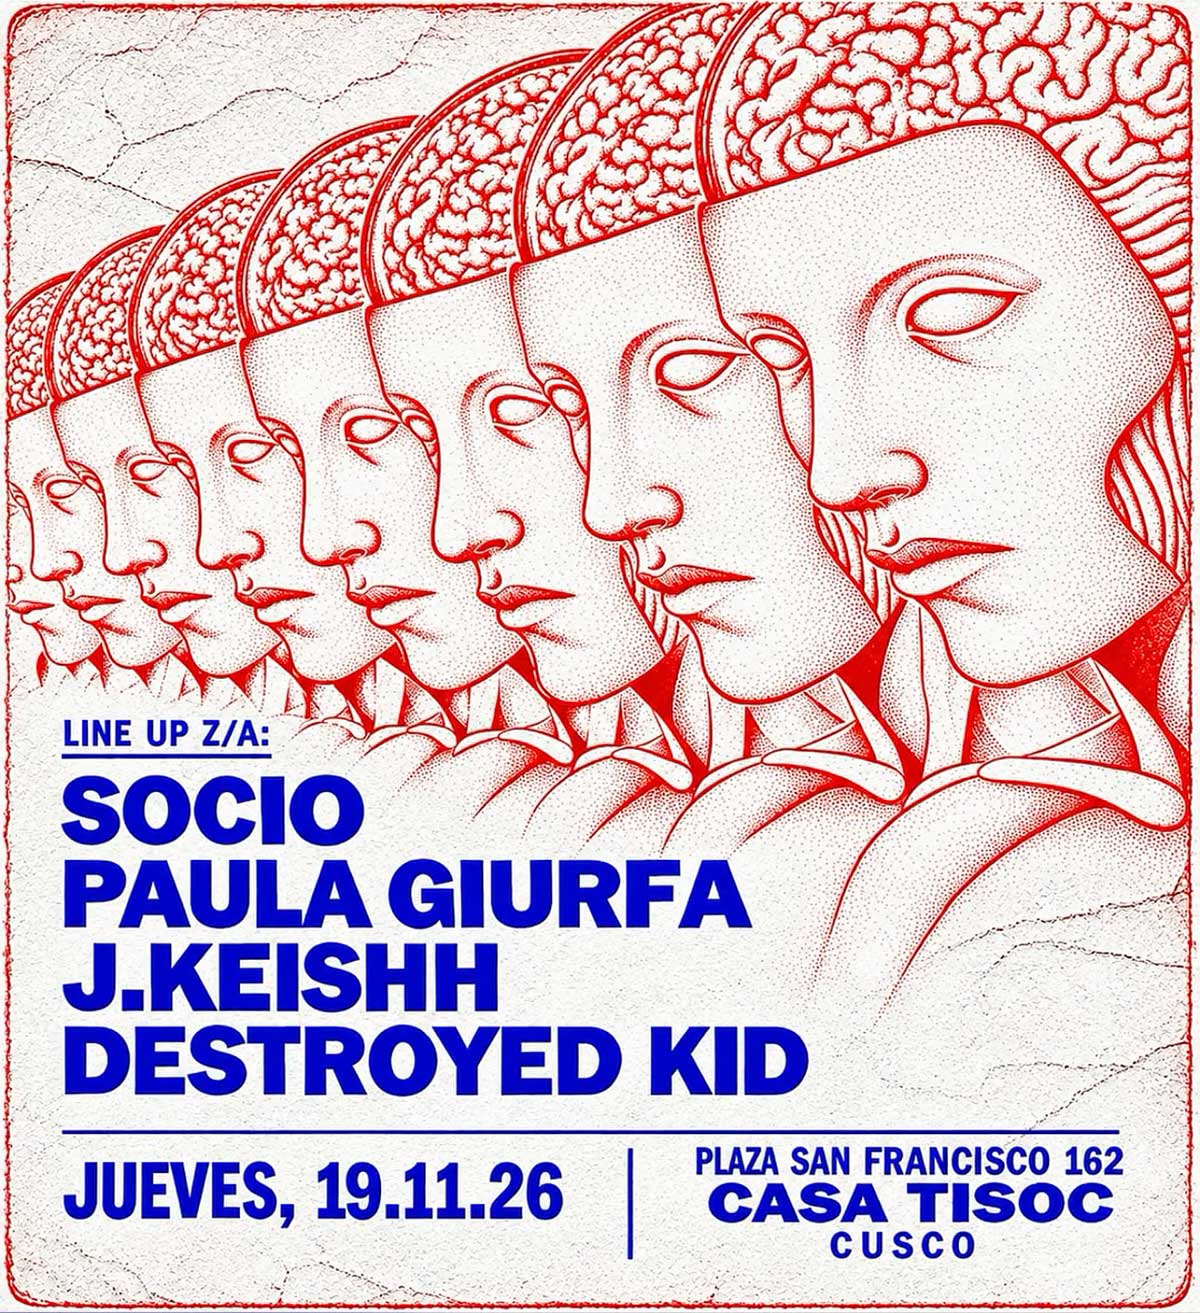 LINE UP Z/A:
SOCIO
PAULA GIURFA
J.KEISHH
DESTROYED KID
JUEVES, 19.11.26
PLAZA SAN FRANCISCO 162
CASA TISOC
CUSCO